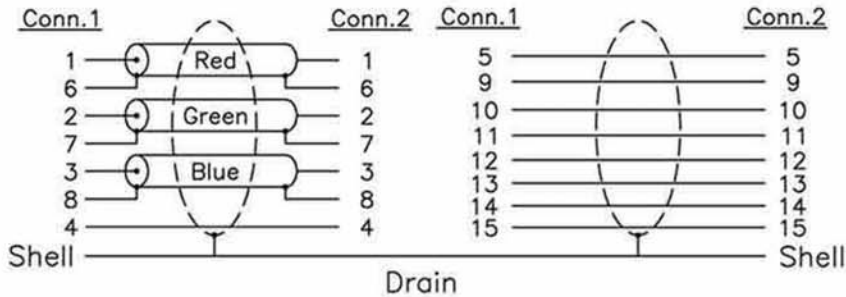 Conn.1 Conn.2 Conn.1 Conn.2
1 Red 1 5 5
6 6 9 9
2 Green 2 10 10
7 7 11 11
3 Blue 3 12 12
8 8 13 13
4 4 14 14
15 15
Shell Shell
Drain